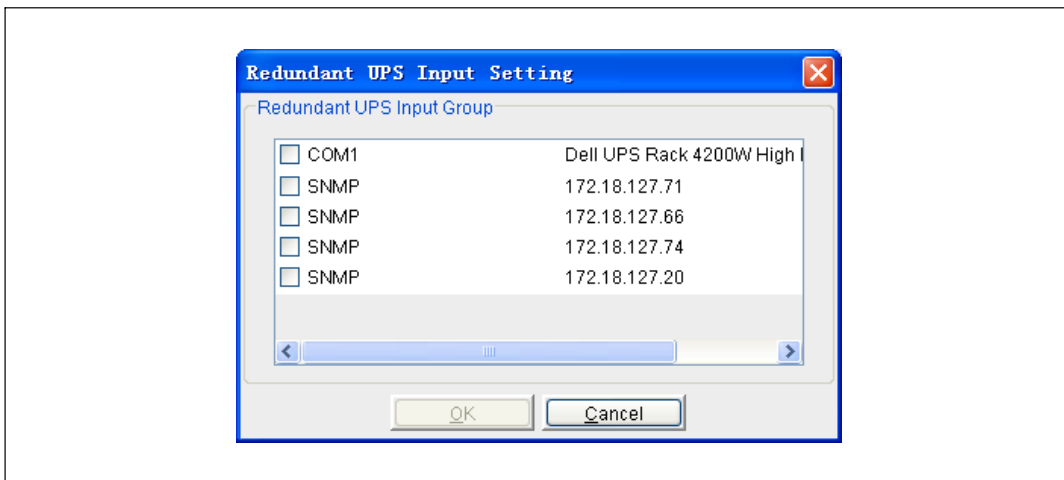 Redundant UPS Input Setting
Redundant UPS Input Group
COM1 Dell UPS Rack 4200W High
SNMP 172.18.127.71
SNMP 172.18.127.66
SNMP 172.18.127.74
SNMP 172.18.127.20
OK Cancel